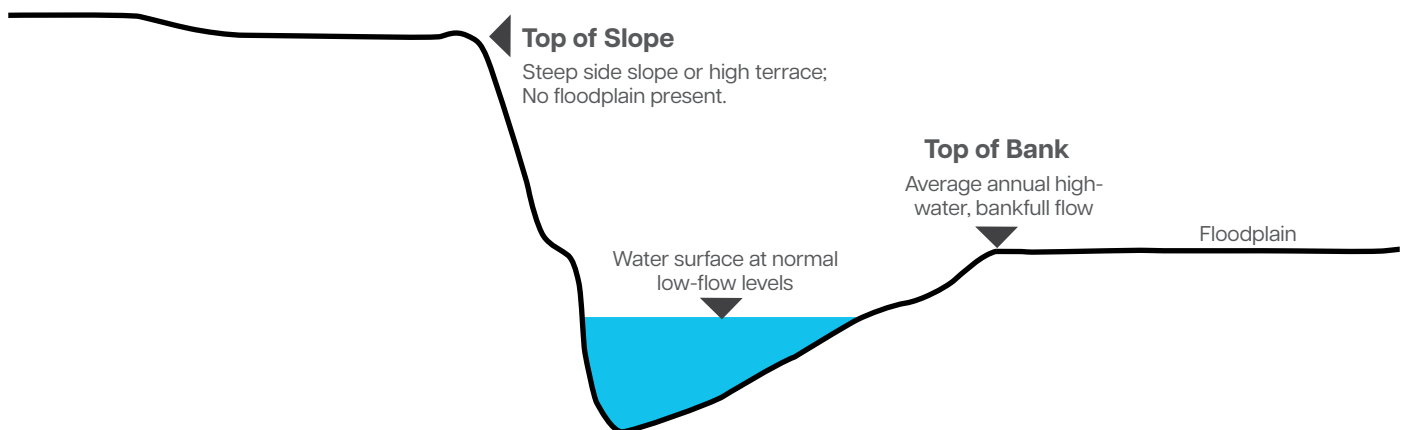 Top of Slope
Steep side slope or high terrace;
No floodplain present.
Top of Bank
Average annual high-
water, bankfull flow
Floodplain
Water surface at normal
low-flow levels